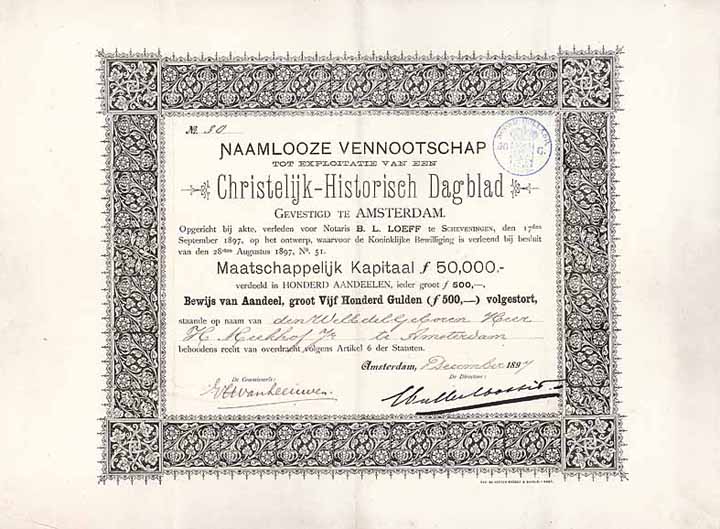 № 30
NAAMLOOZE VENNOOTSCHAP
TOT EXPLOITATIE VAN EEN
Christelijk-Historisch Dagblad
GEVESTIGD TE AMSTERDAM.
Opgericht bij akte, verleden voor Notaris B. L. LOEFF te SCHEVENINGEN, den 17den
September 1897, op het ontwerp, waarvoor de Koninklijke Bewilliging is verleend bij besluit
van den 28sten Augustus 1897, No. 51.
Maatschappelijk Kapitaal f 50,000.-
verdeeld in HONDERD AANDEELEN, ieder groot f 500,—.
Bewijs van Aandeel, groot Vijf Honderd Gulden (f 500,—) volgestort,
staande op naam van den WelEdelGeboren Heer
H. Jr te Amsterdam
behoudens recht van overdracht volgens Artikel 6 der Statuten.
Amsterdam, December 1897
De Commissaris: De Directeur:
van Leeuwen.